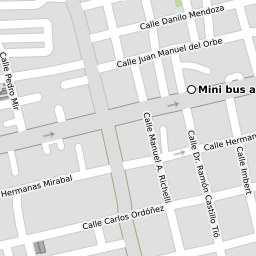 Calle Danilo Mendoza
Calle Juan Manuel del Orbe
Calle Pedro Mir
Mini bus a
Calle Manuel A. Richelli
Calle Herman
Calle Dr. Ramón Castillo Tío
Calle Imbert
Hermanas Mirabal
Calle Carlos Ordóñez